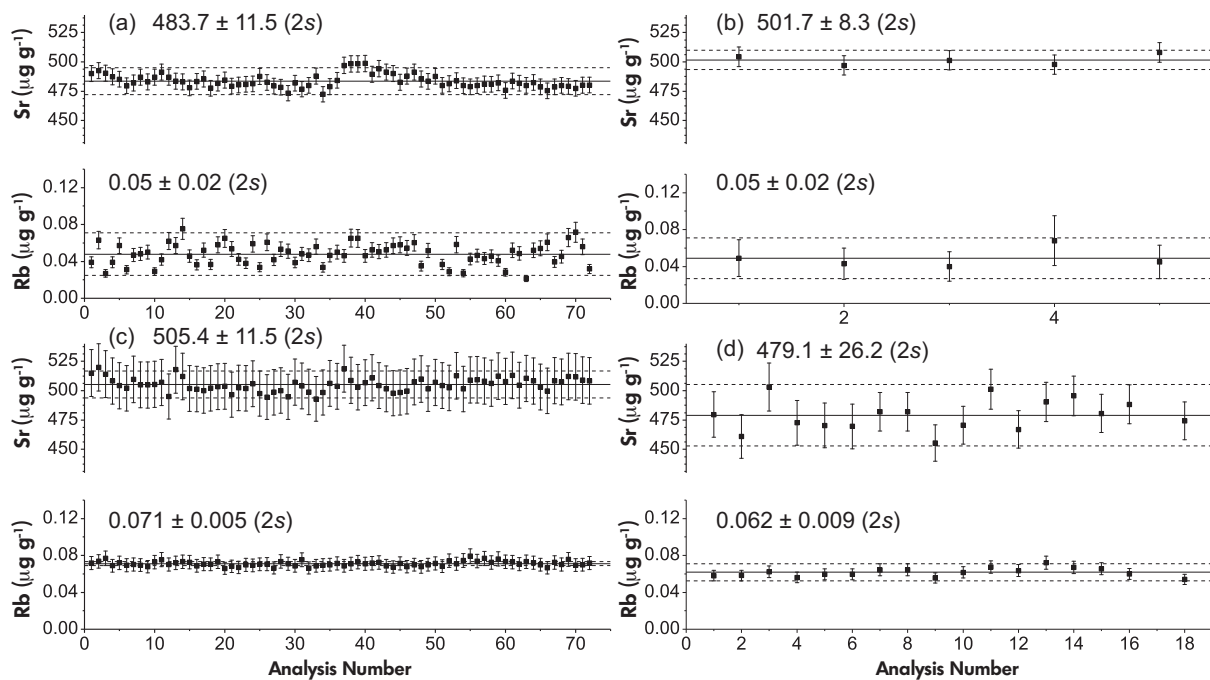 (a) 483.7 ± 11.5 (2s)
525
500
475
450
Sr (µg g⁻¹)
0.05 ± 0.02 (2s)
0.12
0.08
0.04
0.00
Rb (µg g⁻¹)
0 10 20 30 40 50 60 70
(b) 501.7 ± 8.3 (2s)
525
500
475
450
Sr (µg g⁻¹)
0.05 ± 0.02 (2s)
0.12
0.08
0.04
0.00
Rb (µg g⁻¹)
2 4
(c) 505.4 ± 11.5 (2s)
525
500
475
450
Sr (µg g⁻¹)
0.071 ± 0.005 (2s)
0.12
0.08
0.04
0.00
Rb (µg g⁻¹)
0 10 20 30 40 50 60 70
Analysis Number
(d) 479.1 ± 26.2 (2s)
525
500
475
450
Sr (µg g⁻¹)
0.062 ± 0.009 (2s)
0.12
0.08
0.04
0.00
Rb (µg g⁻¹)
0 2 4 6 8 10 12 14 16 18
Analysis Number